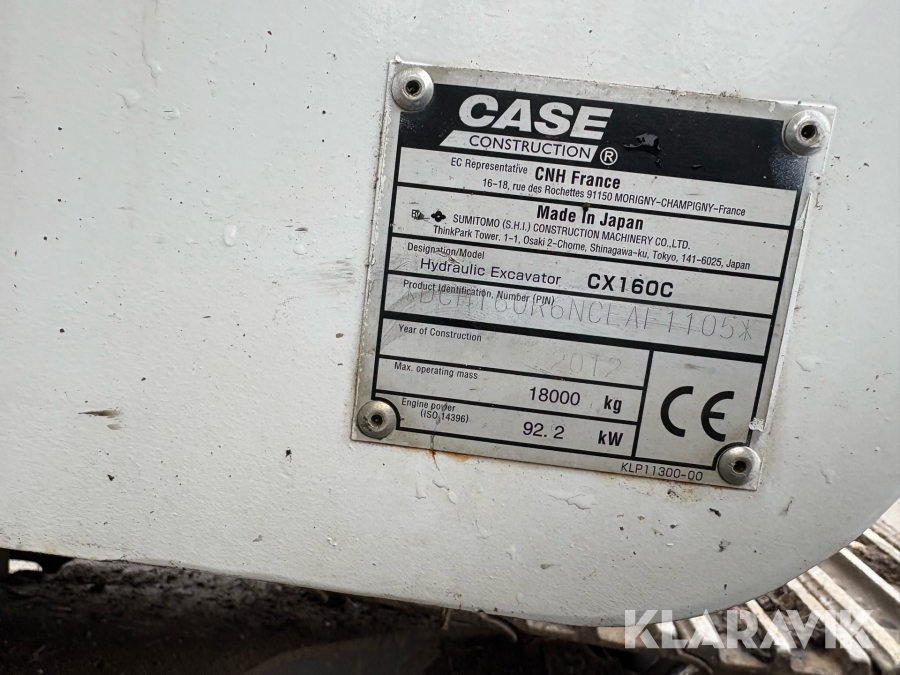 CASE
CONSTRUCTION ®
EC Representative CNH France
16-18, rue des Rochettes 91150 MORIGNY-CHAMPIGNY-France
Made In Japan
SUMITOMO (S.H.I.) CONSTRUCTION MACHINERY CO.,LTD.
ThinkPark Tower. 1-1, Osaki 2-Chome, Shinagawa-ku, Tokyo, 141-6025, Japan
Designation/Model
Hydraulic Excavator CX160C
Product Identification, Number (PIN)
*DCH160R6NCEAF1105*
Year of Construction 2012
Max. operating mass 18000 kg
Engine power
(ISO 14396) 92.2 kW
CE
KLP11300-00
KLARAVIK